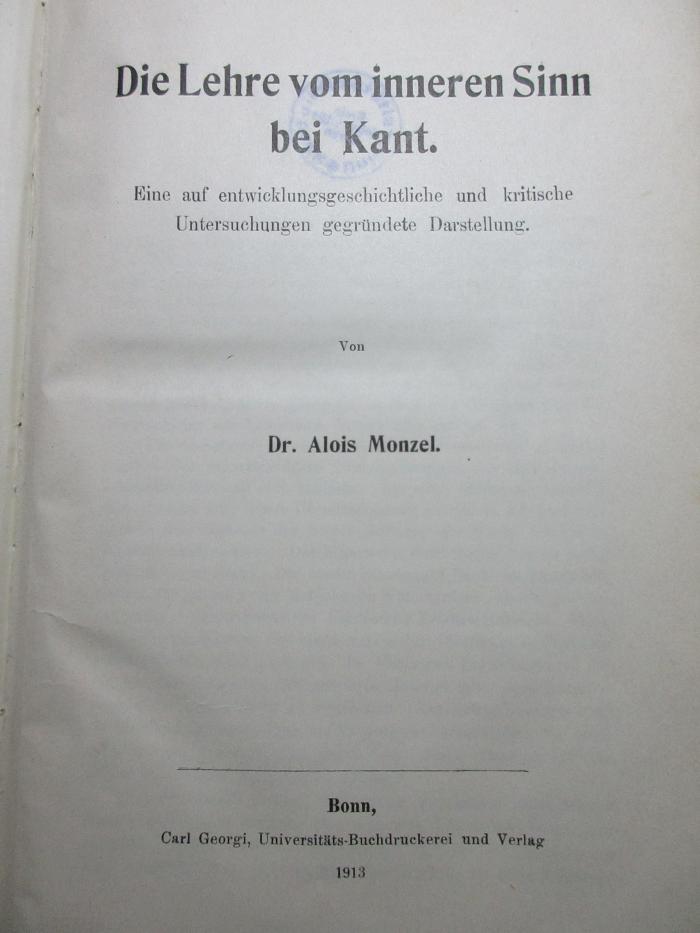 Die Lehre vom inneren Sinn
bei Kant.
Eine auf entwicklungsgeschichtliche und kritische
Untersuchungen gegründete Darstellung.
Von
Dr. Alois Monzel.
Bonn,
Carl Georgi, Universitäts-Buchdruckerei und Verlag
1913